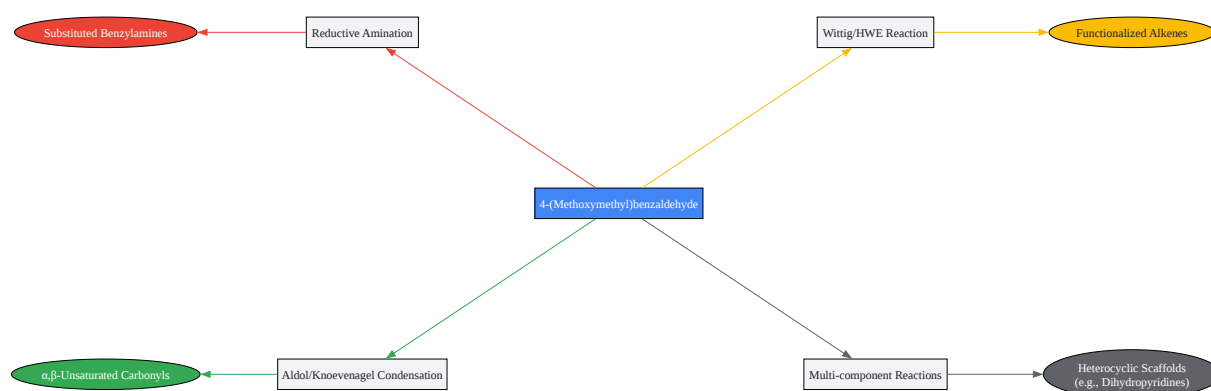 Substituted Benzylamines
Reductive Amination
Wittig/HWE Reaction
Functionalized Alkenes
4-(Methoxymethyl)benzaldehyde
α,β-Unsaturated Carbonyls
Aldol/Knoevenagel Condensation
Multi-component Reactions
Heterocyclic Scaffolds
(e.g., Dihydropyridines)